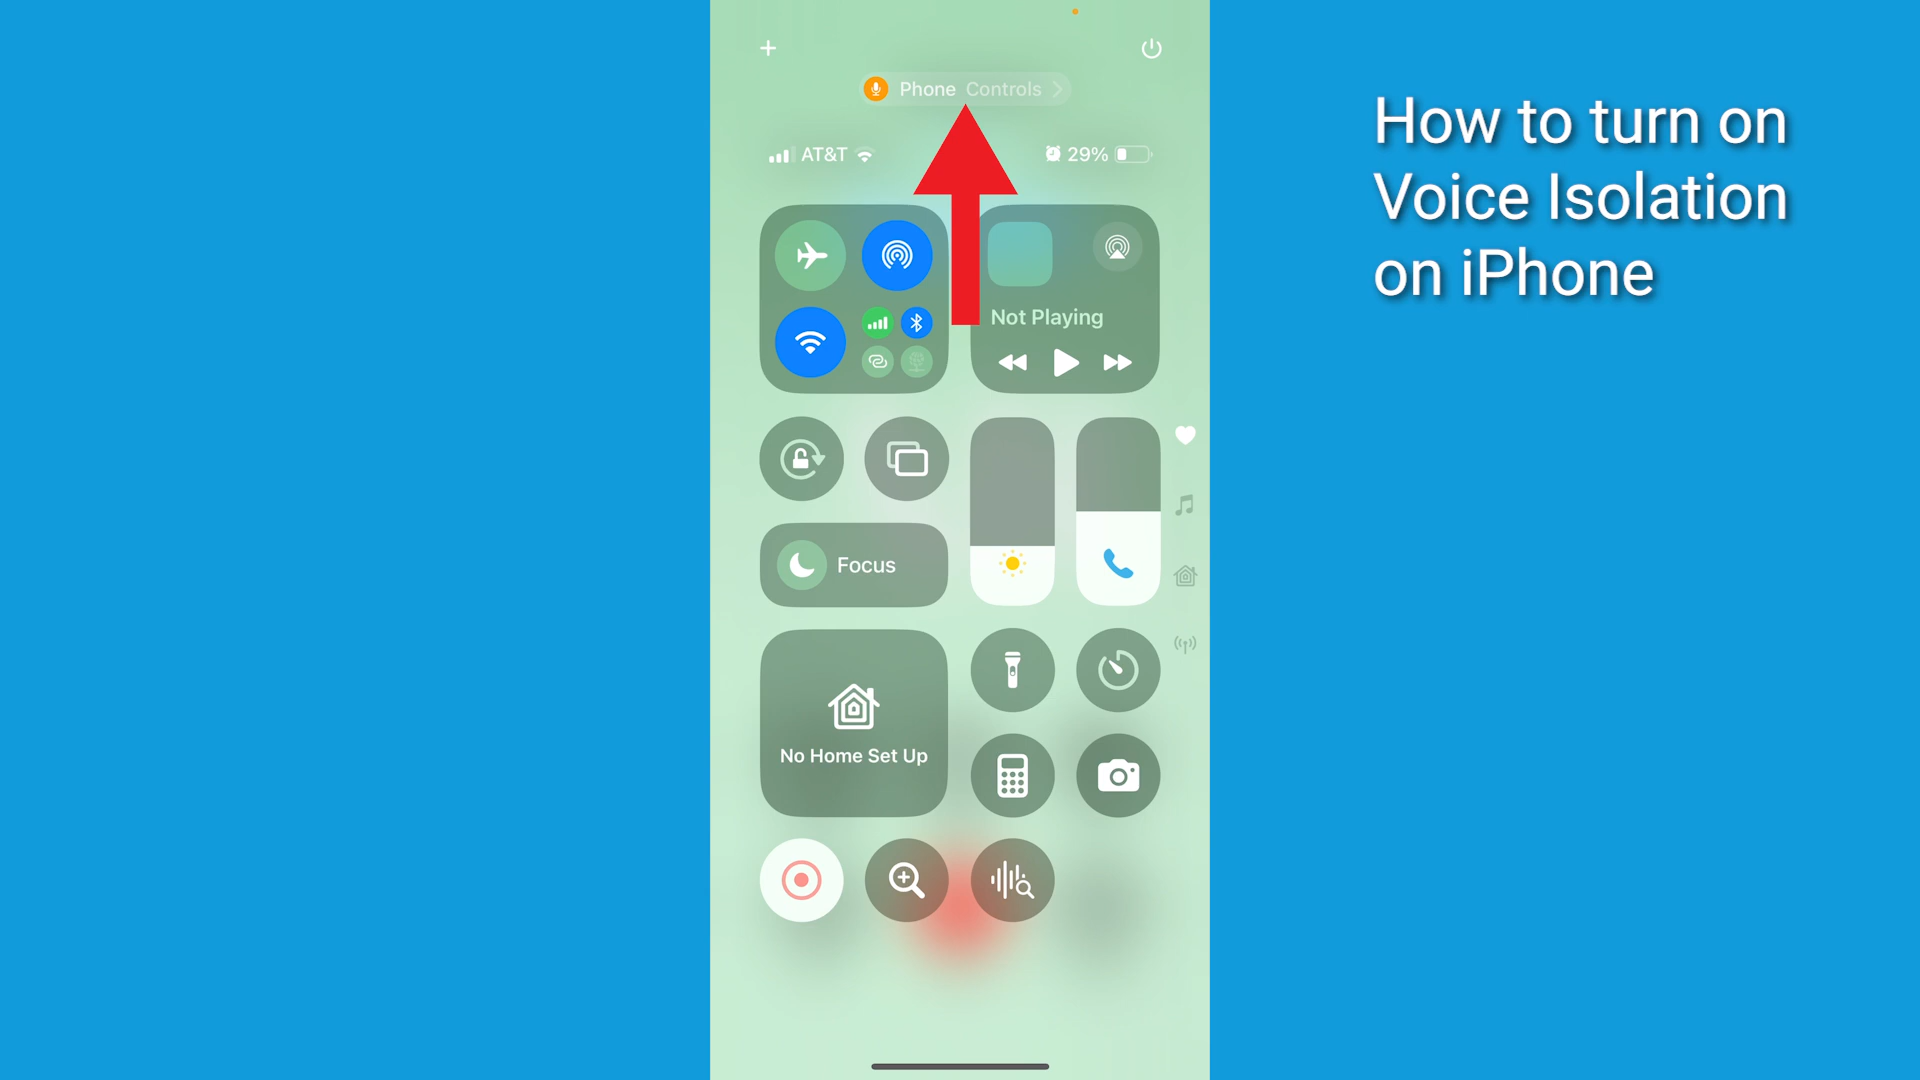 Phone Controls
AT&T 29%
Not Playing
Focus
No Home Set Up
How to turn on
Voice Isolation
on iPhone